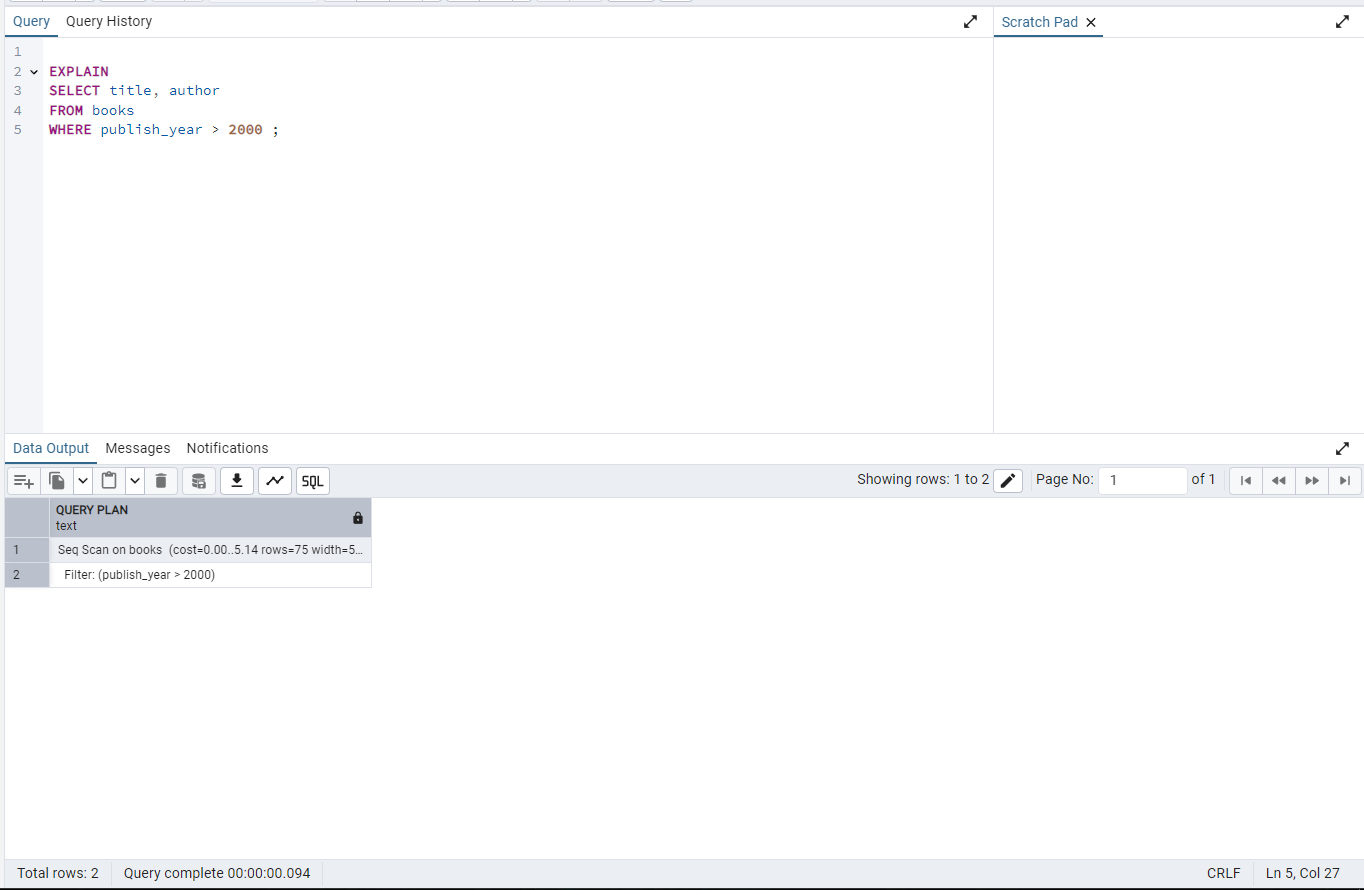 Query Query History
Scratch Pad
1
2 EXPLAIN
3 SELECT title, author
4 FROM books
5 WHERE publish_year > 2000 ;
Data Output Messages Notifications
SQL
Showing rows: 1 to 2 Page No: 1 of 1
QUERY PLAN
text
1 Seq Scan on books (cost=0.00..5.14 rows=75 width=5...
2 Filter: (publish_year > 2000)
Total rows: 2 Query complete 00:00:00.094 CRLF Ln 5, Col 27